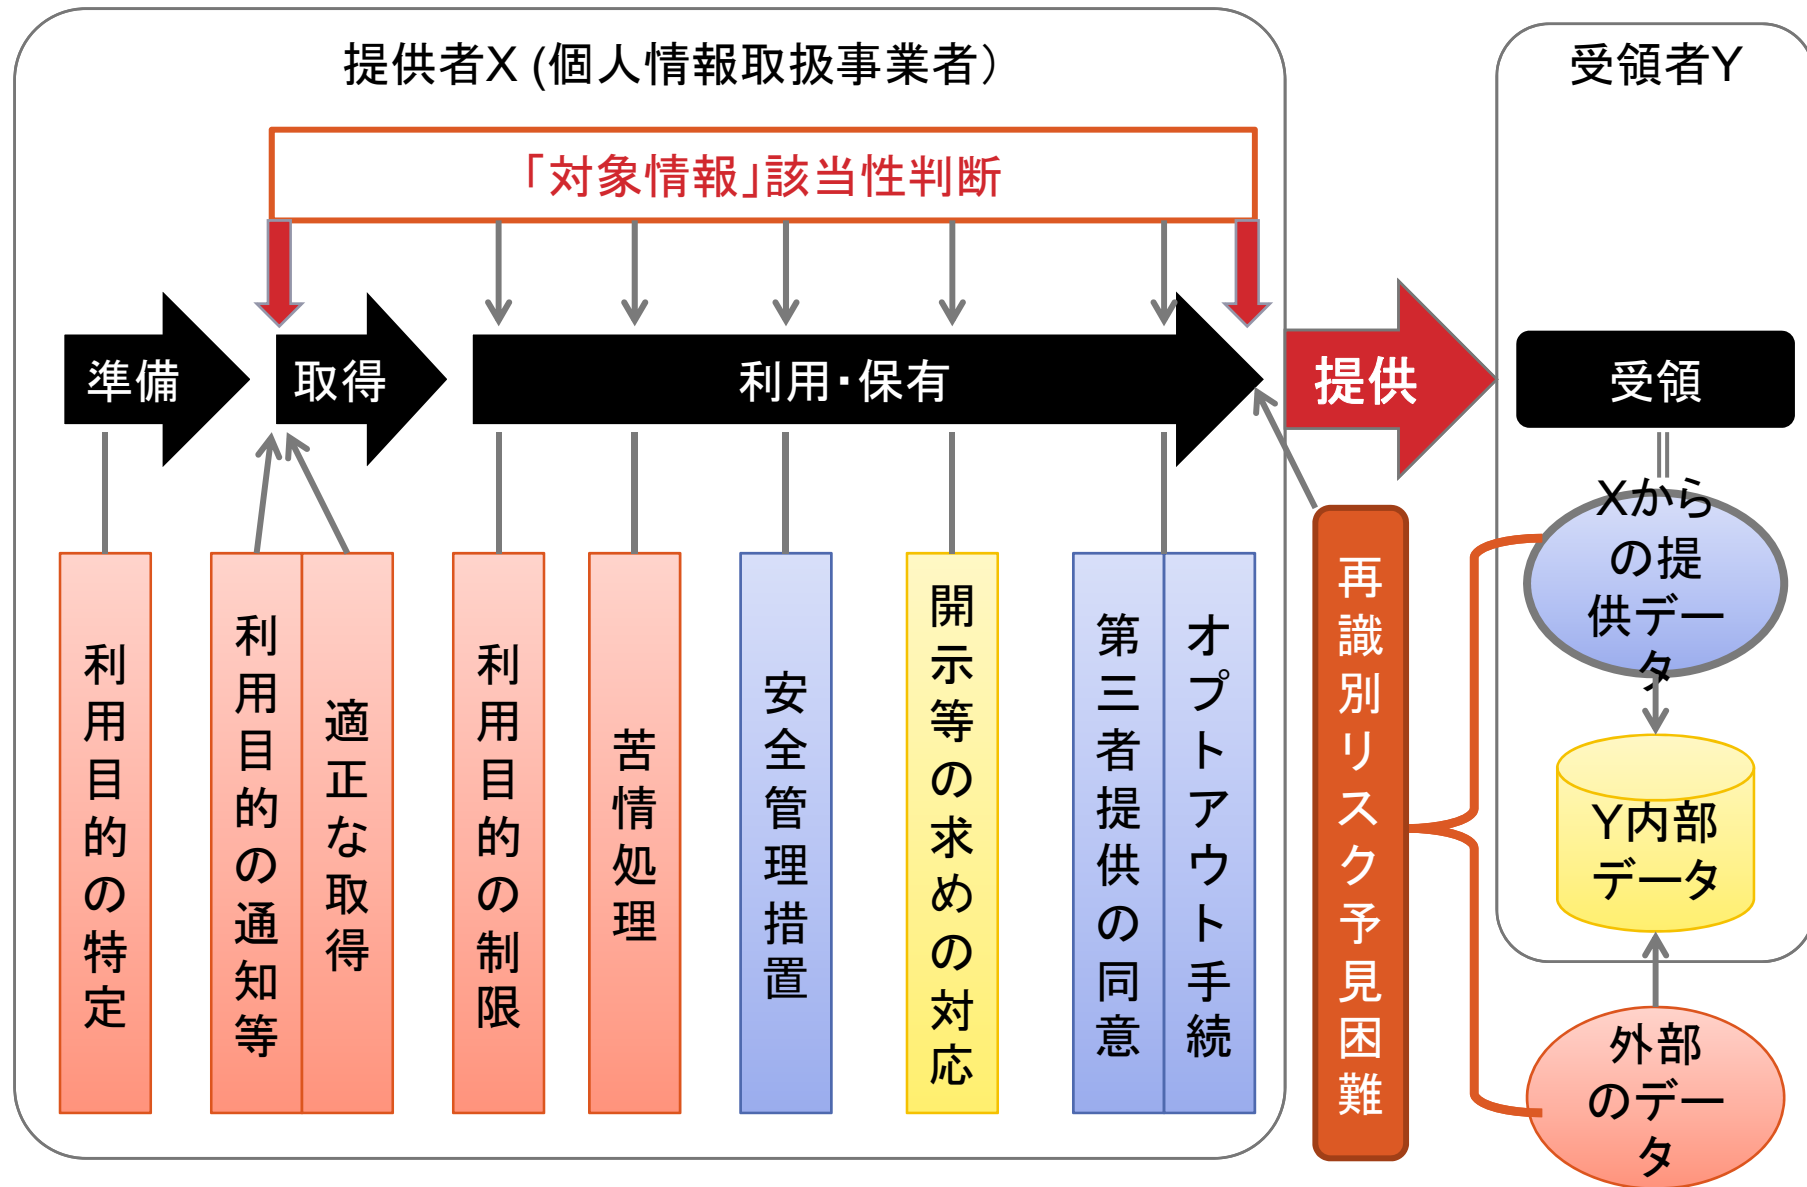 提供者X (個人情報取扱事業者)
受領者Y
「対象情報」該当性判断
準備
取得
利用・保有
提供
受領
利用目的の特定
利用目的の通知等
適正な取得
利用目的の制限
苦情処理
安全管理措置
開示等の求めの対応
第三者提供の同意
オプトアウト手続
再識別リスク予見困難
Xから
の提
供デー
タ
Y内部
データ
外部
のデー
タ